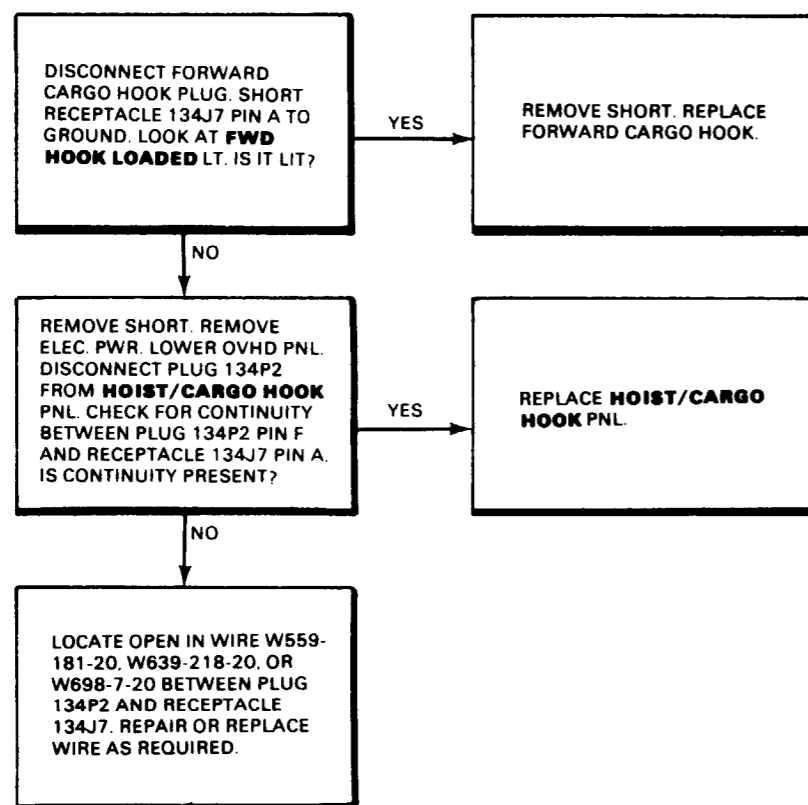 DISCONNECT FORWARD
CARGO HOOK PLUG. SHORT
RECEPTACLE 134J7 PIN A TO
GROUND. LOOK AT FWD
HOOK LOADED LT. IS IT LIT?
YES
REMOVE SHORT. REPLACE
FORWARD CARGO HOOK.
NO
REMOVE SHORT. REMOVE
ELEC. PWR. LOWER OVHD PNL.
DISCONNECT PLUG 134P2
FROM HOIST/CARGO HOOK
PNL. CHECK FOR CONTINUITY
BETWEEN PLUG 134P2 PIN F
AND RECEPTACLE 134J7 PIN A.
IS CONTINUITY PRESENT?
YES
REPLACE HOIST/CARGO
HOOK PNL.
NO
LOCATE OPEN IN WIRE W559-
181-20, W639-218-20, OR
W698-7-20 BETWEEN PLUG
134P2 AND RECEPTACLE
134J7. REPAIR OR REPLACE
WIRE AS REQUIRED.